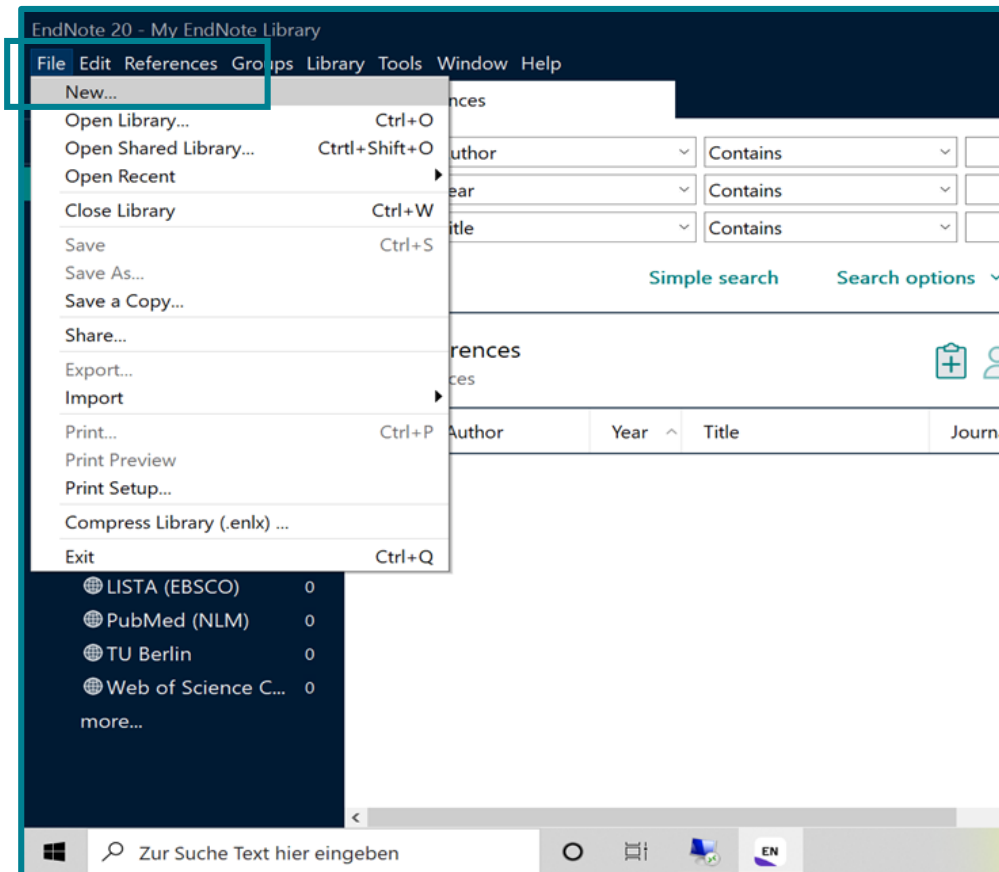 EndNote 20 - My EndNote Library
File Edit References Groups Library Tools Window Help
New...
nces
Open Library... Ctrl+O
Open Shared Library... Ctrtl+Shift+O
uthor Contains
Open Recent
ear Contains
Close Library Ctrl+W
itle Contains
Save Ctrl+S
Save As...
Simple search Search options
Save a Copy...
Share...
rences
Export...
ces
Import
Print... Ctrl+P
Author Year Title Journ
Print Preview
Print Setup...
Compress Library (.enlx) ...
Exit Ctrl+Q
LISTA (EBSCO) 0
PubMed (NLM) 0
TU Berlin 0
Web of Science C... 0
more...
Zur Suche Text hier eingeben
EN